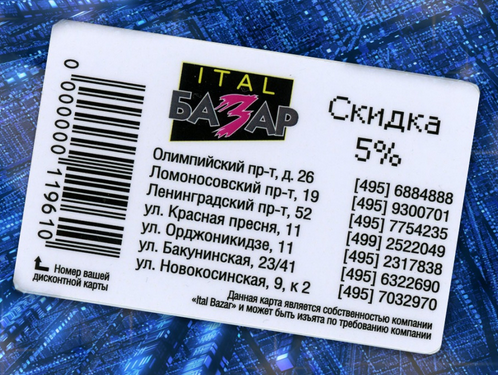 ITAL
БАЗАР
Скидка
5%
0 000000 119610
Олимпийский пр-т, д. 26 [495] 6884888
Ломоносовский пр-т, 19 [495] 9300701
Ленинградский пр-т, 52 [495] 7754235
ул. Красная пресня, 11 [499] 2522049
ул. Орджоникидзе, 11 [495] 2317838
ул. Бакунинская, 23/41 [495] 6322690
ул. Новокосинская, 9, к 2 [495] 7032970
Номер вашей
дисконтной карты
Данная карта является собственностью компании
«Ital Bazar» и может быть изъята по требованию компании